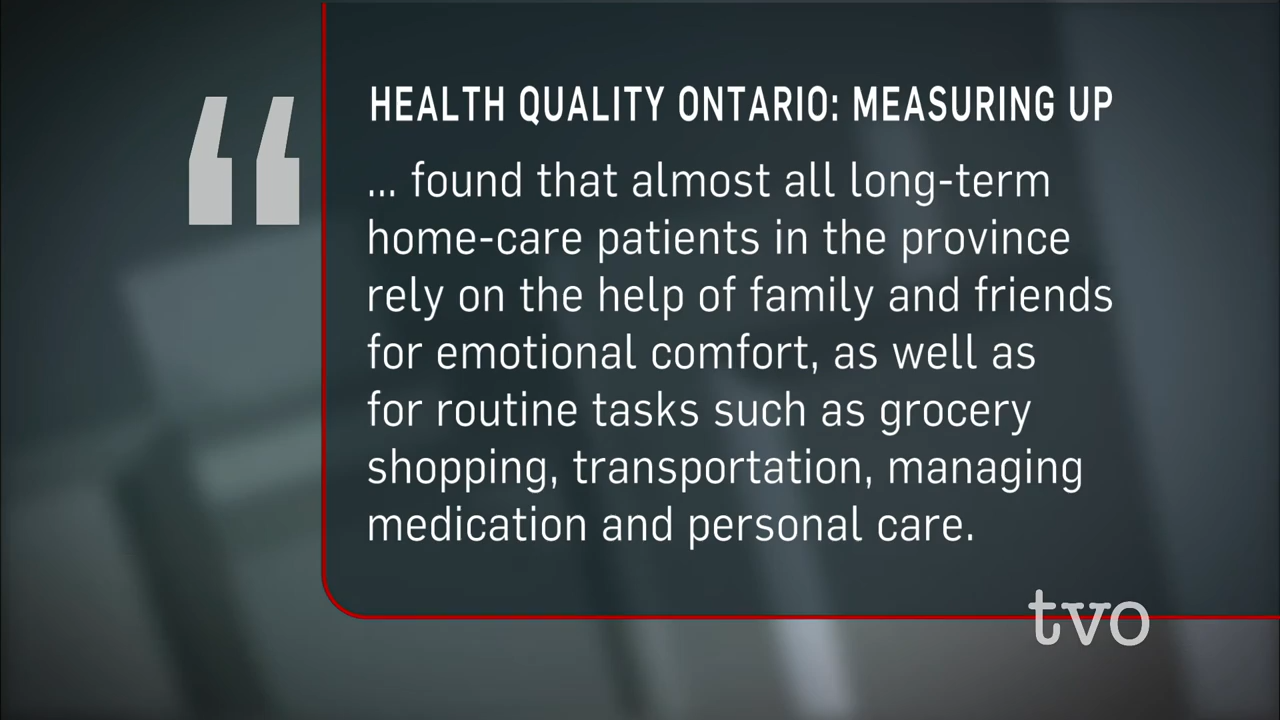 “
HEALTH QUALITY ONTARIO: MEASURING UP
... found that almost all long-term
home-care patients in the province
rely on the help of family and friends
for emotional comfort, as well as
for routine tasks such as grocery
shopping, transportation, managing
medication and personal care.
tvo